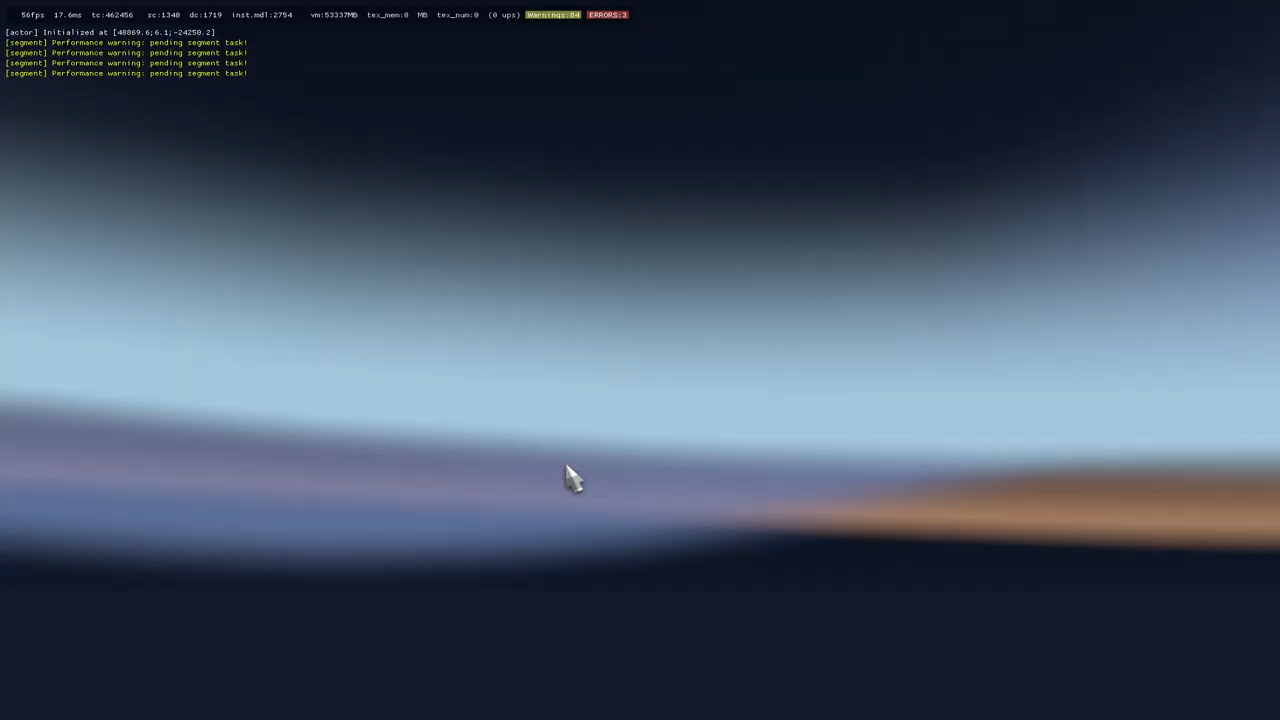 56fps 17.6ms tc:462456 sc:1340 dc:1719 inst.mdl:2754 vm:53337MB tex_mem:0 MB tex_num:0 (0 ups) Warnings:04 ERRORS:3
[actor] Initialized at [48869.6;6.1;-24250.2]
[segment] Performance warning: pending segment task!
[segment] Performance warning: pending segment task!
[segment] Performance warning: pending segment task!
[segment] Performance warning: pending segment task!